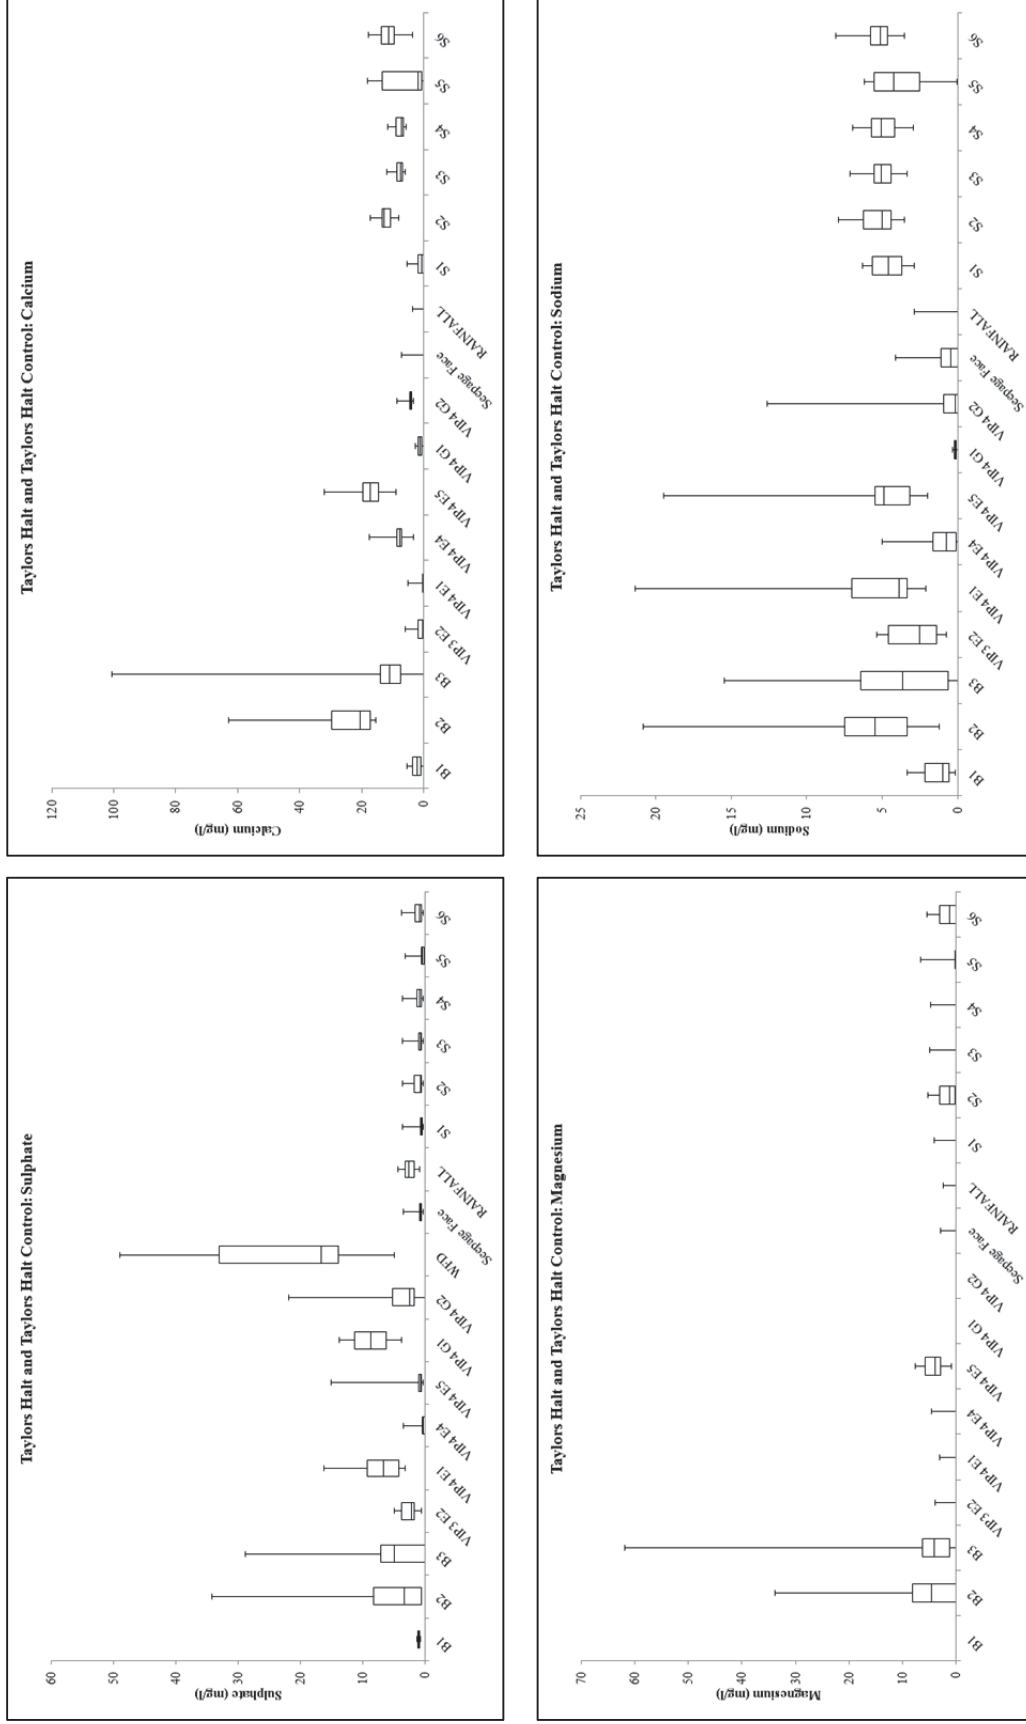 Taylors Halt and Taylors Halt Control: Sulphate
Sulphate (mg/l)
60
50
40
30
20
10
0
B1
B2
B3
VIP3 E2
VIP4 E1
VIP4 E4
VIP4 E5
VIP4 G1
VIP4 G2
WFD
Seepage Face
RAINFALL
S1
S2
S3
S4
S5
S6
Taylors Halt and Taylors Halt Control: Calcium
Calcium (mg/l)
120
100
80
60
40
20
0
B1
B2
B3
VIP3 E2
VIP4 E1
VIP4 E4
VIP4 E5
VIP4 G1
VIP4 G2
Seepage Face
RAINFALL
S1
S2
S3
S4
S5
S6
Taylors Halt and Taylors Halt Control: Magnesium
Magnesium (mg/l)
70
60
50
40
30
20
10
0
B1
B2
B3
VIP3 E2
VIP4 E1
VIP4 E4
VIP4 E5
VIP4 G1
VIP4 G2
Seepage Face
RAINFALL
S1
S2
S3
S4
S5
S6
Taylors Halt and Taylors Halt Control: Sodium
Sodium (mg/l)
25
20
15
10
5
0
B1
B2
B3
VIP3 E2
VIP4 E1
VIP4 E4
VIP4 E5
VIP4 G1
VIP4 G2
Seepage Face
RAINFALL
S1
S2
S3
S4
S5
S6